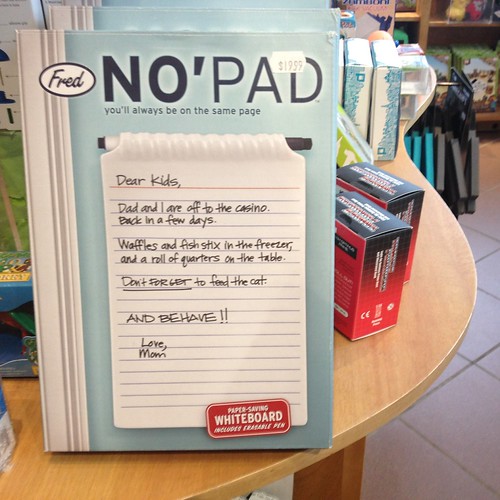 Fred
NO'PAD
$19.59
you'll always be on the same page
Dear Kids,
Dad and I are off to the casino.
Back in a few days.
Waffles and fish stix in the freezer,
and a roll of quarters on the table.
Don't FORGET to feed the cat.
AND BEHAVE!!
Love,
Mom
PAPER-SAVING
WHITEBOARD
INCLUDES ERASABLE PEN
CE